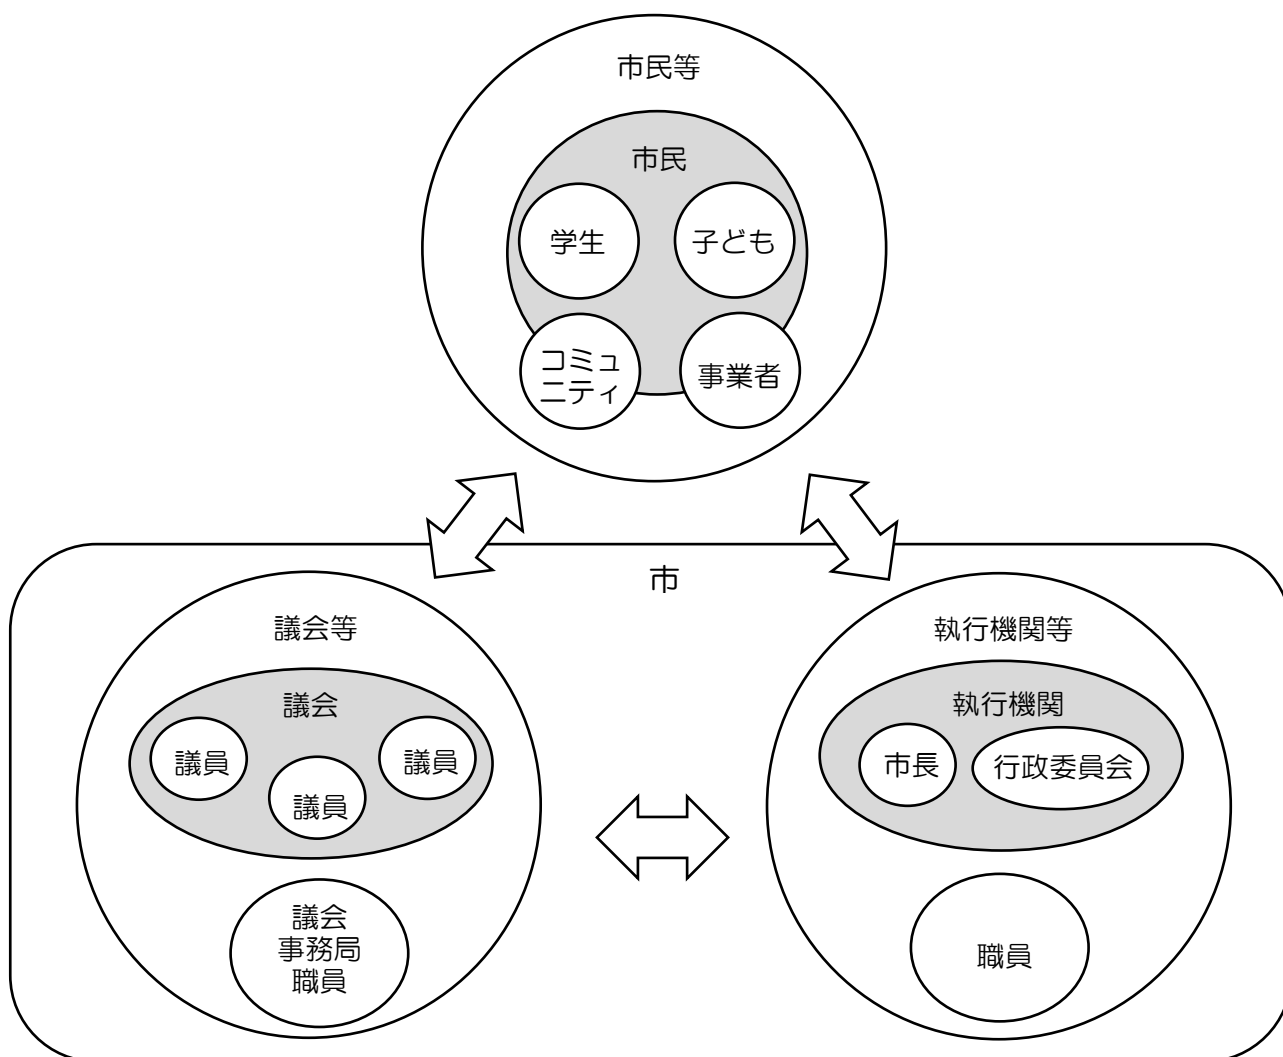 市民等
市民
学生
子ども
コミュ
ニティ
事業者
市
議会等
議会
議員
議員
議員
議会
事務局
職員
執行機関等
執行機関
市長
行政委員会
職員